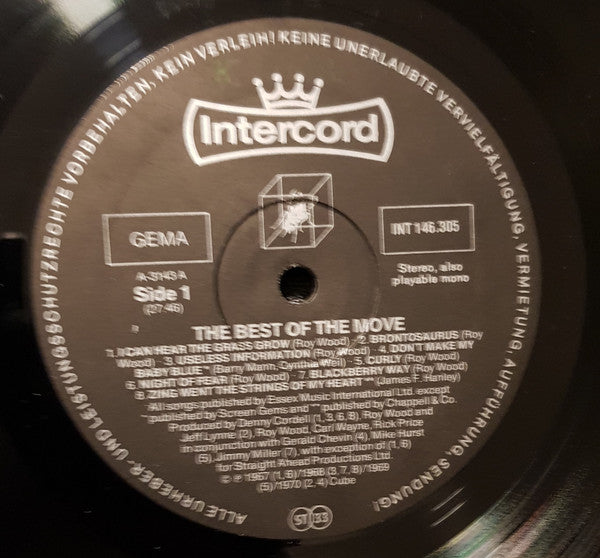 ALLE URHEBER- UND LEISTUNGSSCHUTZRECHTE VORBEHALTEN, KEIN VERLEIH! KEINE UNERLAUBTE VERVIELFÄLTIGUNG, VERMIETUNG, AUFFÜHRUNG, SENDUNG!
Intercord
GEMA
INT 146.305
A-3143 A
Side 1
(27:46)
Stereo, also
playable mono
THE BEST OF THE MOVE
1. I CAN HEAR THE GRASS GROW (Roy Wood) · 2. BRONTOSAURUS (Roy
Wood) · 3. USELESS INFORMATION (Roy Wood) · 4. DON'T MAKE MY
BABY BLUE * (Barry Mann, Cynthia Weil) · 5. CURLY (Roy Wood)
6. NIGHT OF FEAR (Roy Wood) · 7. BLACKBERRY WAY (Roy Wood)
8. ZING WENT THE STRINGS OF MY HEART ** (James F. Hanley)
All songs published by Essex Music International Ltd. except
*published by Screen Gems and **published by Chappell & Co.
Produced by Denny Cordell (1, 3, 6, 8), Roy Wood and
Jeff Lynne (2), Roy Wood, Carl Wayne, Rick Price
in conjunction with Gerald Chevin (4), Mike Hurst
(5), Jimmy Miller (7), with exception of (1, 6)
for Straight Ahead Productions Ltd.
© ℗ 1967 (1, 6)/1968 (3, 7, 8)/1969
(5)/1970 (2, 4) Cube
ST 33